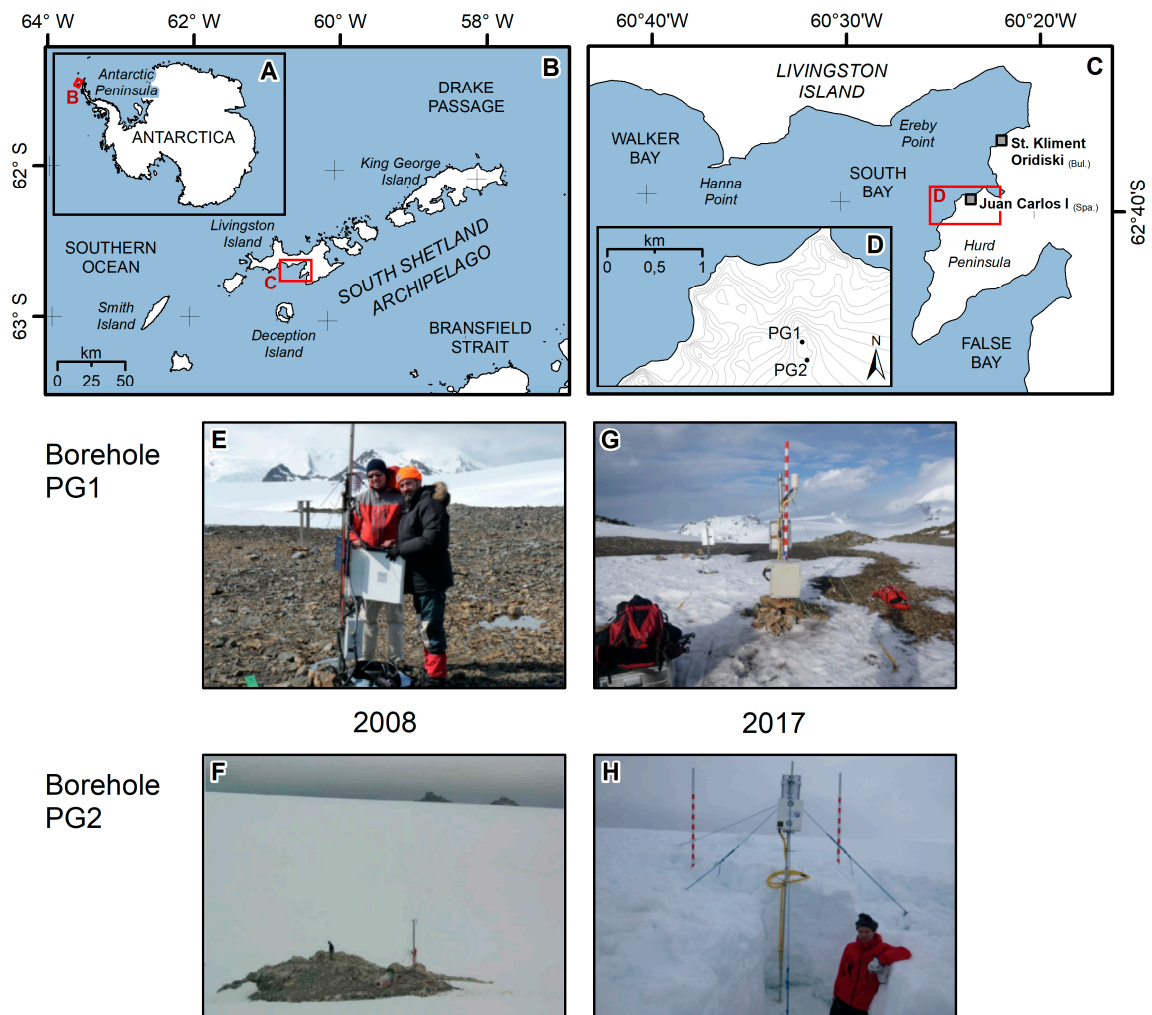 64° W
62° W
60° W
58° W
62° S
63° S
A
Antarctic
Peninsula
B
ANTARCTICA
B
DRAKE
PASSAGE
King George
Island
Livingston
Island
SOUTHERN
OCEAN
C
SOUTH SHETLAND
ARCHIPELAGO
Smith
Island
Deception
Island
BRANSFIELD
STRAIT
km
0 25 50
60°40' W
60°30' W
60°20' W
62°40'S
C
LIVINGSTON
ISLAND
WALKER
BAY
Ereby
Point
St. Kliment
Oridiski (Bul.)
Hanna
Point
SOUTH
BAY
D
Juan Carlos I (Spa.)
Hurd
Peninsula
FALSE
BAY
km
0 0,5 1
D
PG1
PG2
N
Borehole
PG1
E
G
2008
2017
Borehole
PG2
F
H